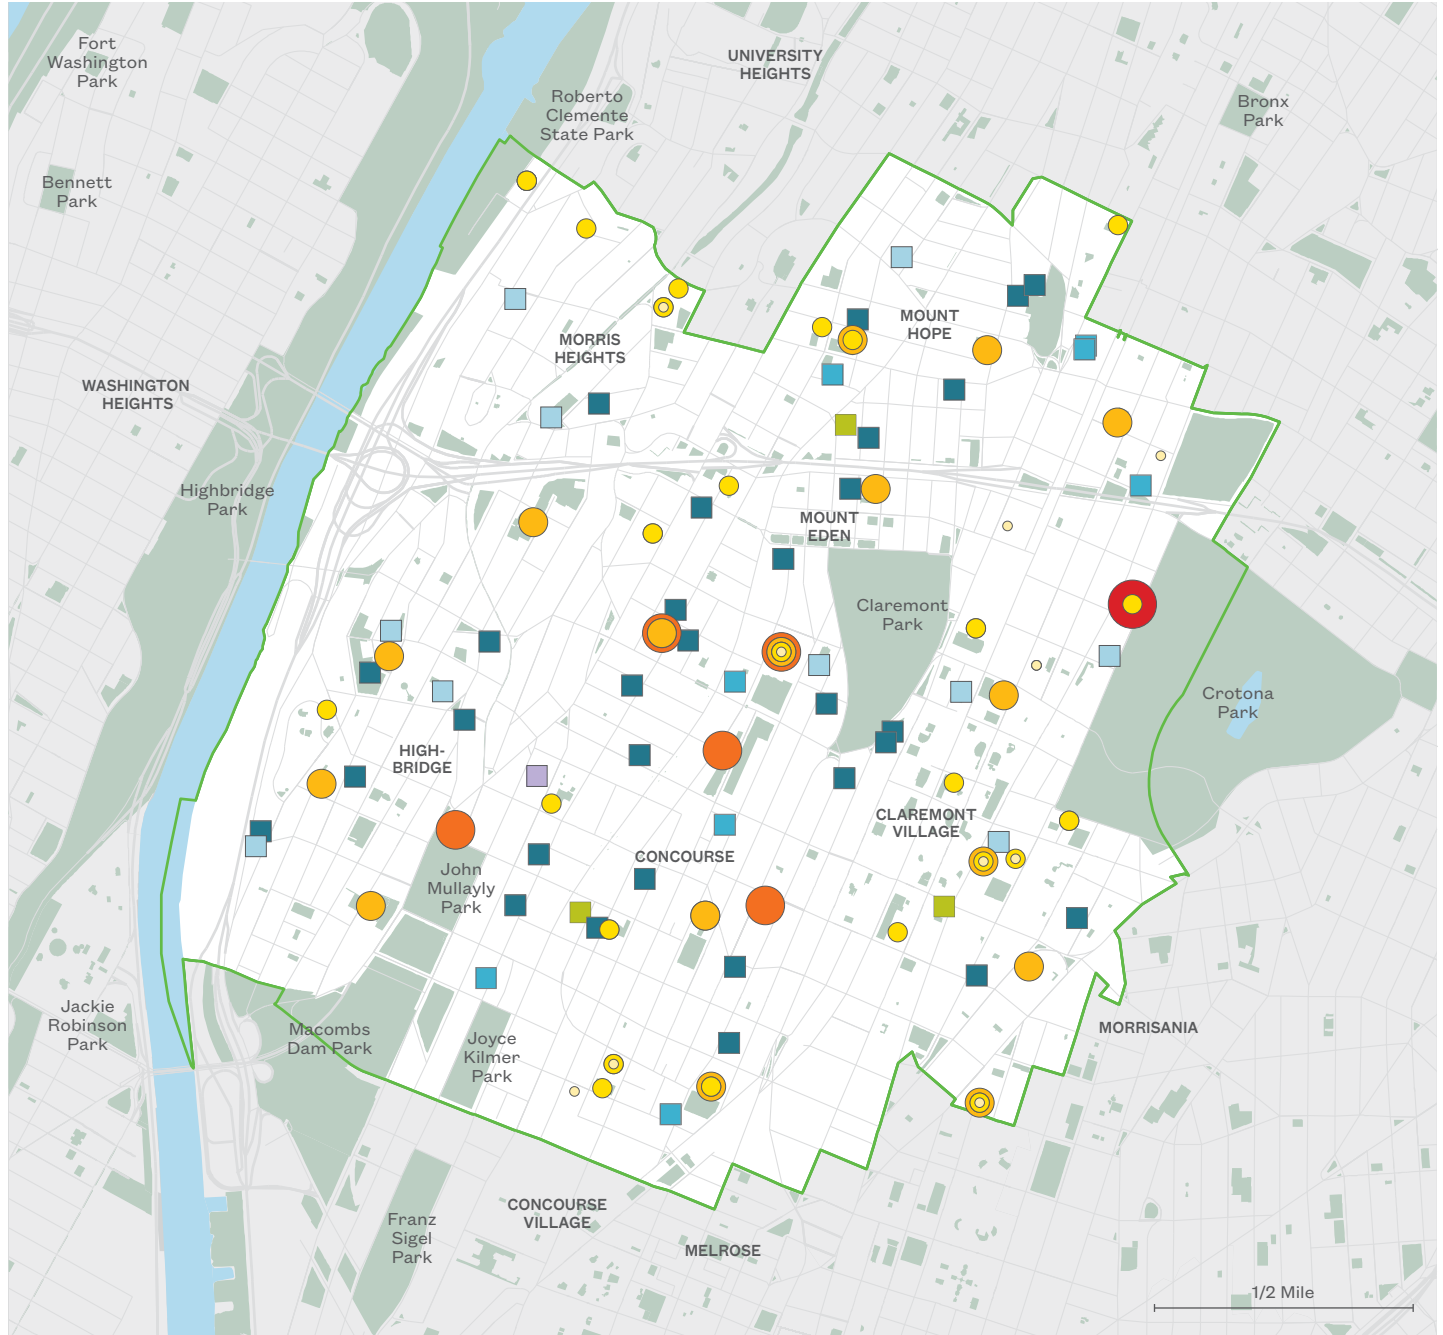 Fort
Washington
Park
UNIVERSITY
HEIGHTS
Roberto
Clemente
State Park
Bronx
Park
Bennett
Park
MOUNT
HOPE
MORRIS
HEIGHTS
WASHINGTON
HEIGHTS
Highbridge
Park
MOUNT
EDEN
Claremont
Park
Crotona
Park
HIGH-
BRIDGE
CLAREMONT
VILLAGE
CONCOURSE
John
Mullayly
Park
Jackie
Robinson
Park
Macombs
Dam Park
Joyce
Kilmer
Park
MORRISANIA
CONCOURSE
VILLAGE
Franz
Sigel
Park
MELROSE
1/2 Mile